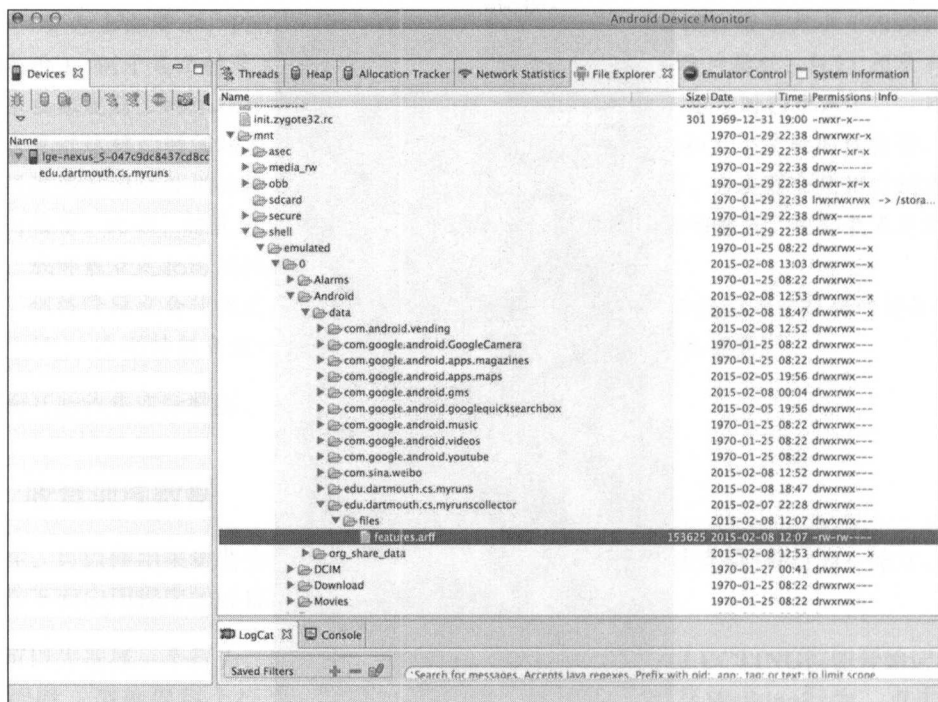 Android Device Monitor
Devices
Threads Heap Allocation Tracker Network Statistics File Explorer Emulator Control System Information
Name
lge-nexus_5-047c9dc8437cd8cc
edu.dartmouth.cs.myruns
Name Size Date Time Permissions Info
init.zygote32.rc 301 1969-12-31 19:00 -rwxr-x---
mnt 1970-01-29 22:38 drwxrwxr-x
asec 1970-01-29 22:38 drwxr-xr-x
media_rw 1970-01-29 22:38 drwx------
obb 1970-01-29 22:38 drwxr-xr-x
sdcard 1970-01-29 22:38 lrwxrwxrwx -> /stora...
secure 1970-01-29 22:38 drwx------
shell 1970-01-29 22:38 drwx------
emulated 1970-01-25 08:22 drwxrwx--x
0 2015-02-08 13:03 drwxrwx--x
Alarms 1970-01-25 08:22 drwxrwx---
Android 2015-02-08 12:53 drwxrwx--x
data 2015-02-08 18:47 drwxrwx--x
com.android.vending 2015-02-08 12:52 drwxrwx---
com.google.android.GoogleCamera 1970-01-25 08:22 drwxrwx---
com.google.android.apps.magazines 1970-01-25 08:22 drwxrwx---
com.google.android.apps.maps 2015-02-05 19:56 drwxrwx---
com.google.android.gms 2015-02-08 00:04 drwxrwx---
com.google.android.googlequicksearchbox 2015-02-05 19:56 drwxrwx---
com.google.android.music 1970-01-25 08:22 drwxrwx---
com.google.android.videos 1970-01-25 08:22 drwxrwx---
com.google.android.youtube 1970-01-25 08:22 drwxrwx---
com.sina.weibo 2015-02-08 12:52 drwxrwx---
edu.dartmouth.cs.myruns 2015-02-08 18:47 drwxrwx---
edu.dartmouth.cs.myrunscollector 2015-02-07 22:28 drwxrwx---
files 2015-02-08 12:07 drwxrwx---
features.arff 153625 2015-02-08 12:07 -rw-rw----
org_share_data 2015-02-08 12:53 drwxrwx--x
DCIM 1970-01-27 00:41 drwxrwx---
Download 1970-01-25 08:22 drwxrwx---
Movies 1970-01-25 08:22 drwxrwx---
LogCat Console
Saved Filters
Search for messages. Accepts Java regexes. Prefix with pid:, app:, tag: or text: to limit scope.